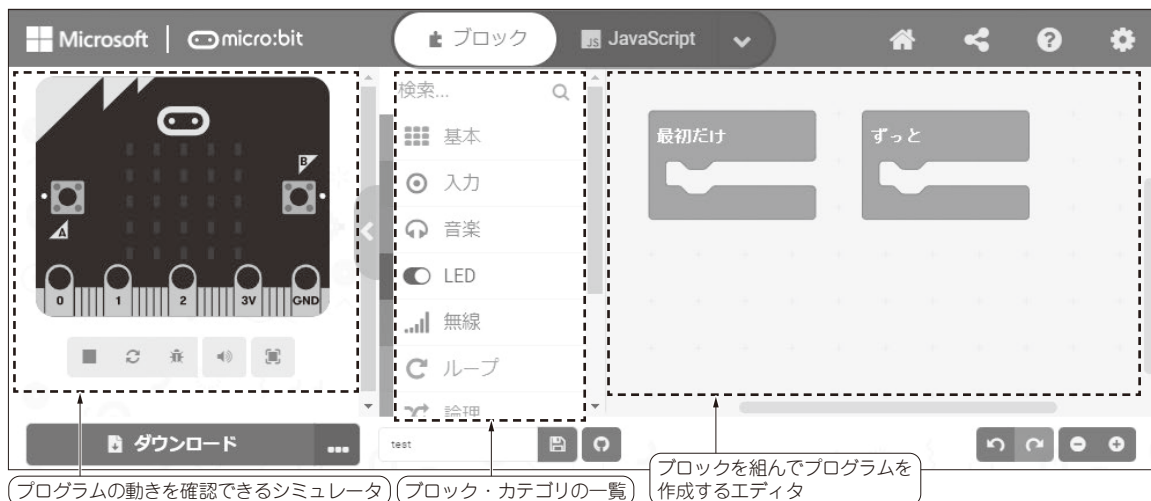 Microsoft micro:bit ブロック JS JavaScript
検索...
基本
入力
音楽
LED
無線
ループ
論理
A
B
0 1 2 3V GND
最初だけ
ずっと
ダウンロード ...
test
プログラムの動きを確認できるシミュレータ
ブロック・カテゴリの一覧
ブロックを組んでプログラムを
作成するエディタ